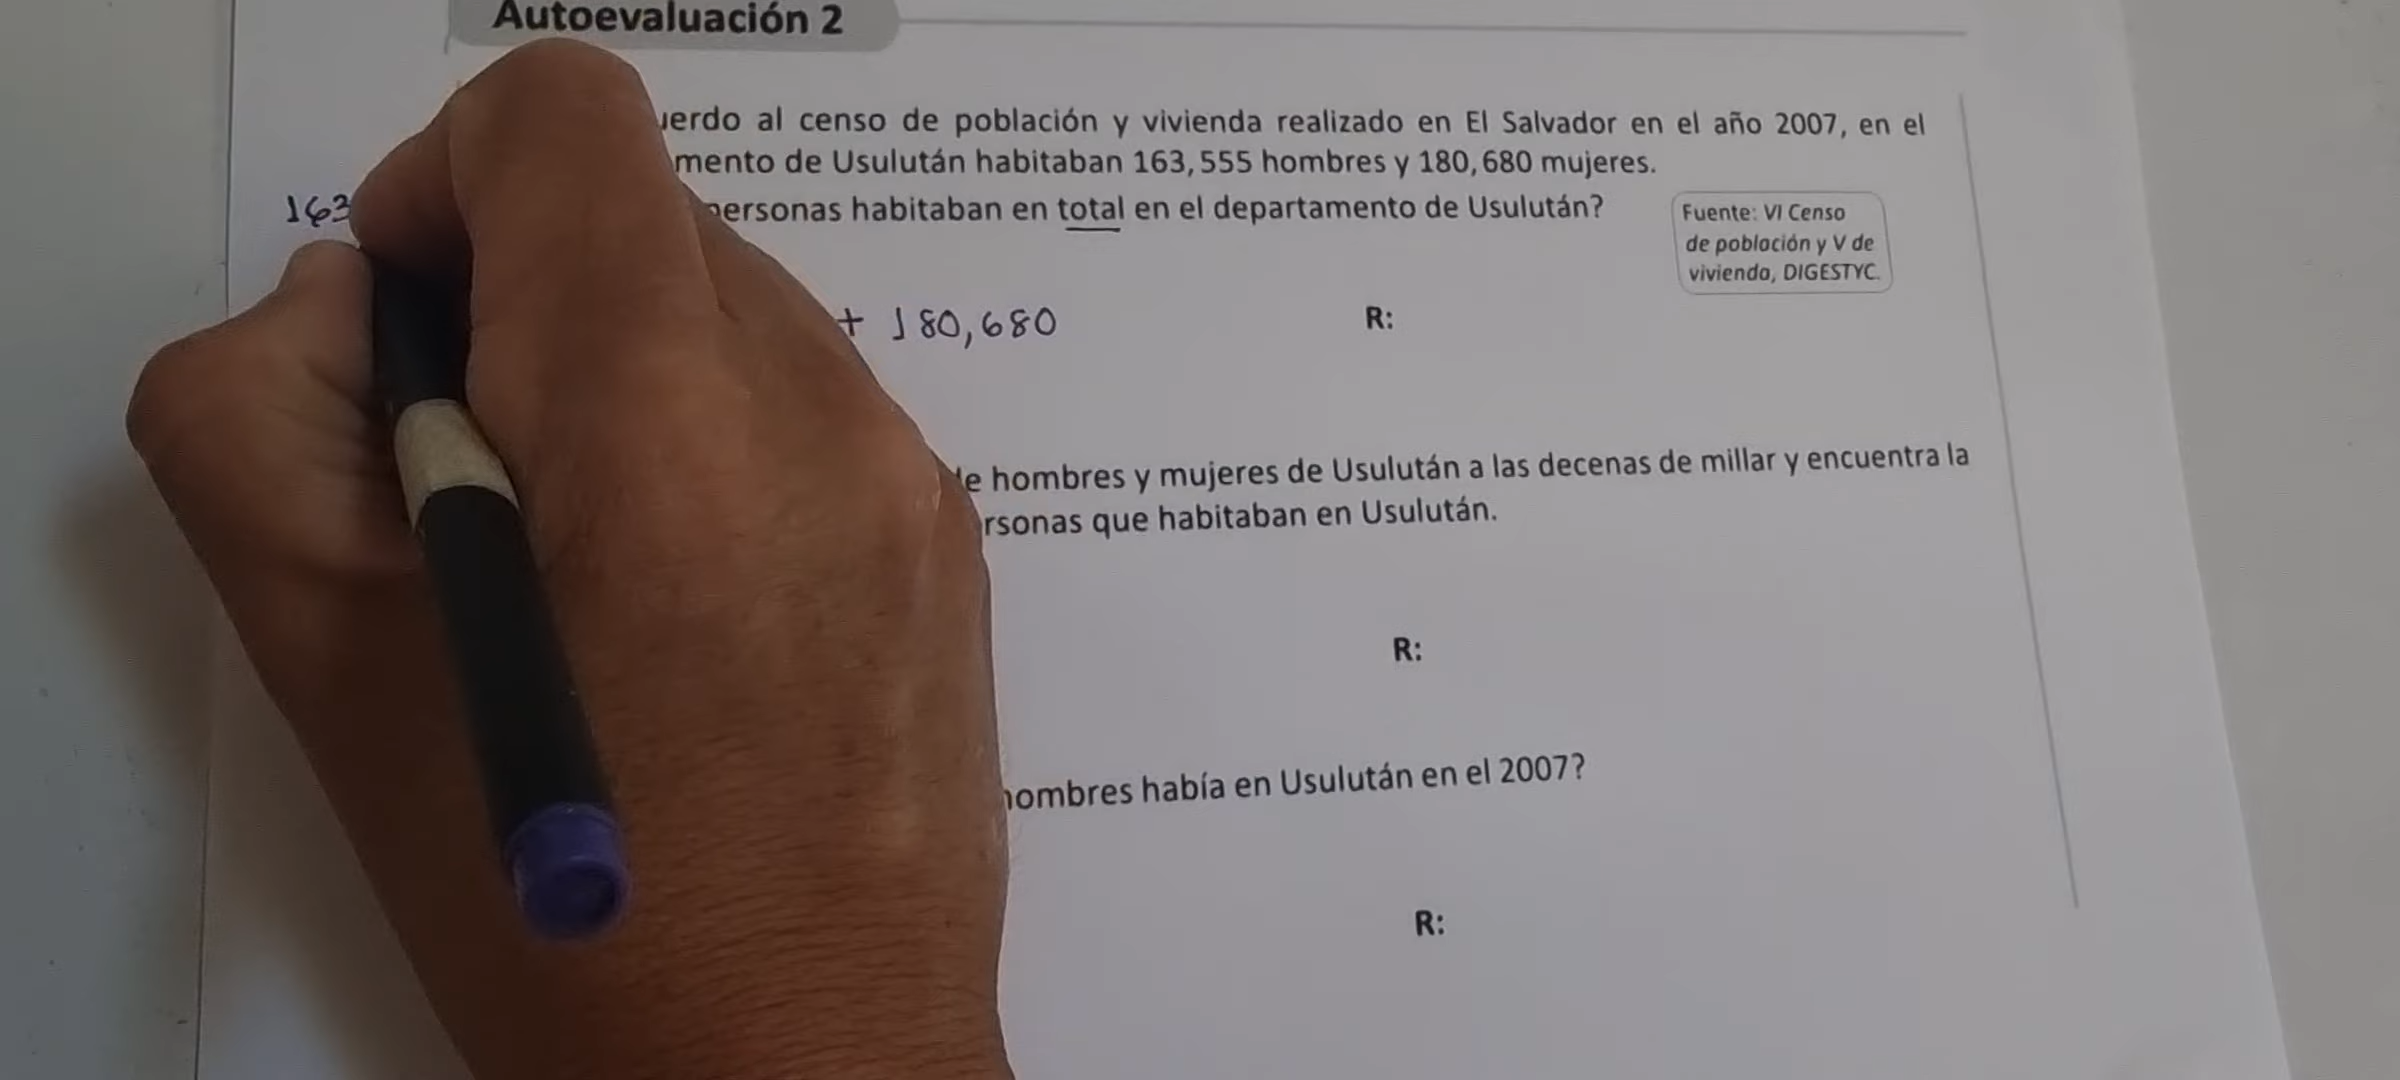 Autoevaluación 2
erdo al censo de población y vivienda realizado en El Salvador en el año 2007, en el
mento de Usulután habitaban 163,555 hombres y 180,680 mujeres.
163
personas habitaban en total en el departamento de Usulután?
Fuente: VI Censo
de población y V de
vivienda, DIGESTYC.
+ 180,680
R:
e hombres y mujeres de Usulután a las decenas de millar y encuentra la
rsonas que habitaban en Usulután.
R:
hombres había en Usulután en el 2007?
R: